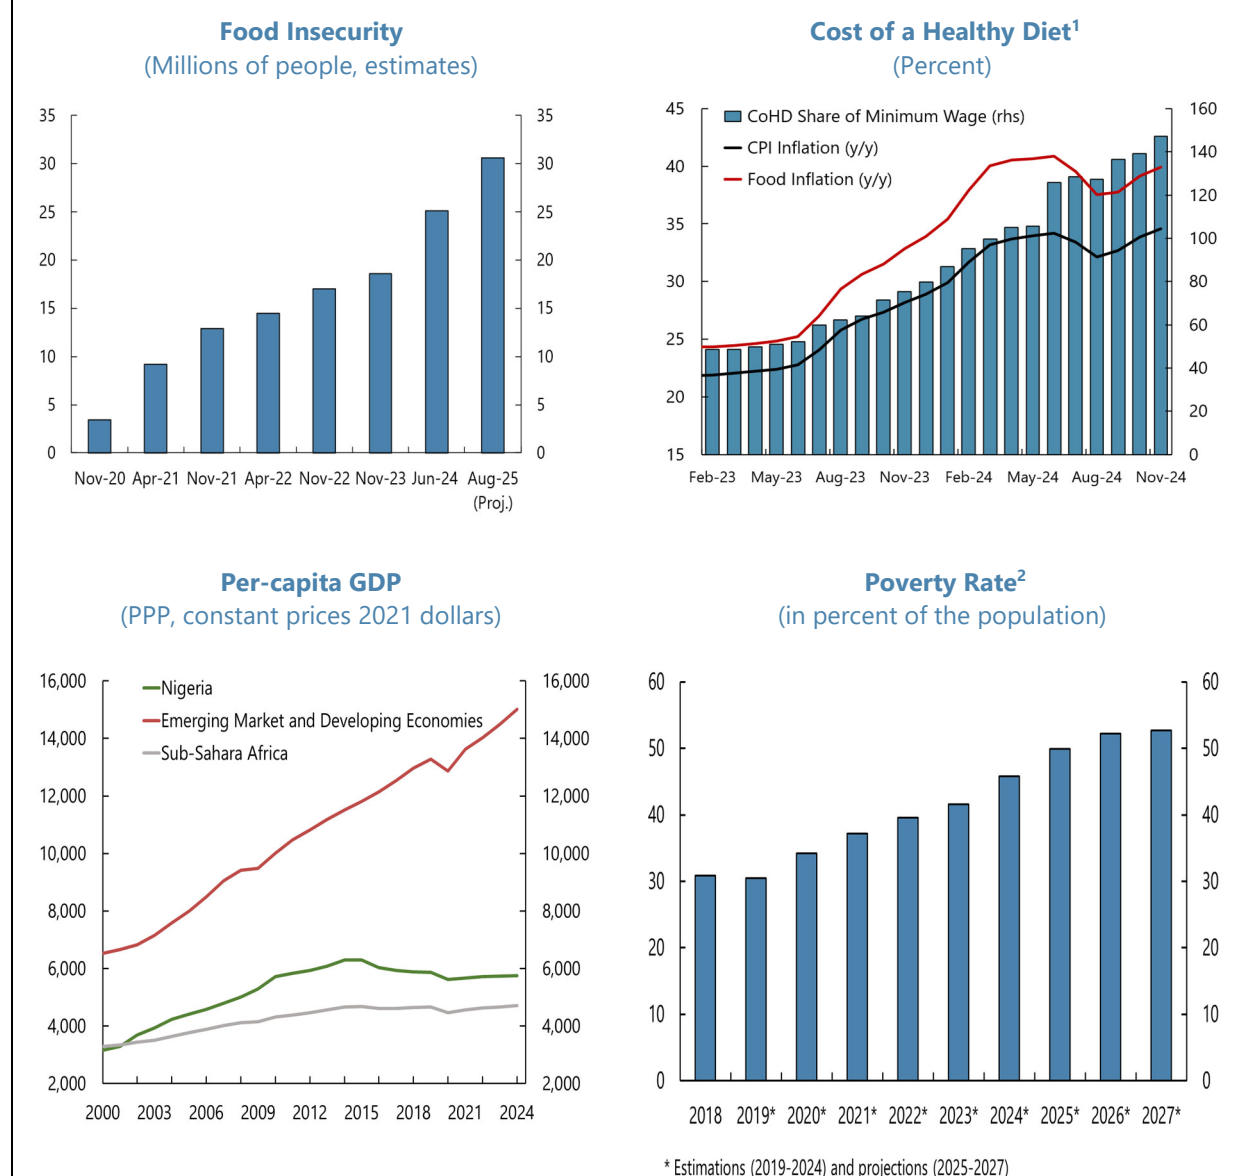 Food Insecurity
(Millions of people, estimates)
35 35
30 30
25 25
20 20
15 15
10 10
5 5
0 0
Nov-20 Apr-21 Nov-21 Apr-22 Nov-22 Nov-23 Jun-24 Aug-25
(Proj.)
Cost of a Healthy Diet¹
(Percent)
45 160
CoHD Share of Minimum Wage (rhs)
140
CPI Inflation (y/y)
40
Food Inflation (y/y)
120
35
100
30 80
60
25
40
20
20
15 0
Feb-23 May-23 Aug-23 Nov-23 Feb-24 May-24 Aug-24 Nov-24
Per-capita GDP
(PPP, constant prices 2021 dollars)
16,000 16,000
Nigeria
Emerging Market and Developing Economies
14,000 14,000
Sub-Sahara Africa
12,000 12,000
10,000 10,000
8,000 8,000
6,000 6,000
4,000 4,000
2,000 2,000
2000 2003 2006 2009 2012 2015 2018 2021 2024
Poverty Rate²
(in percent of the population)
60 60
50 50
40 40
30 30
20 20
10 10
0 0
2018 2019* 2020* 2021* 2022* 2023* 2024* 2025* 2026* 2027*
* Estimations (2019-2024) and projections (2025-2027)